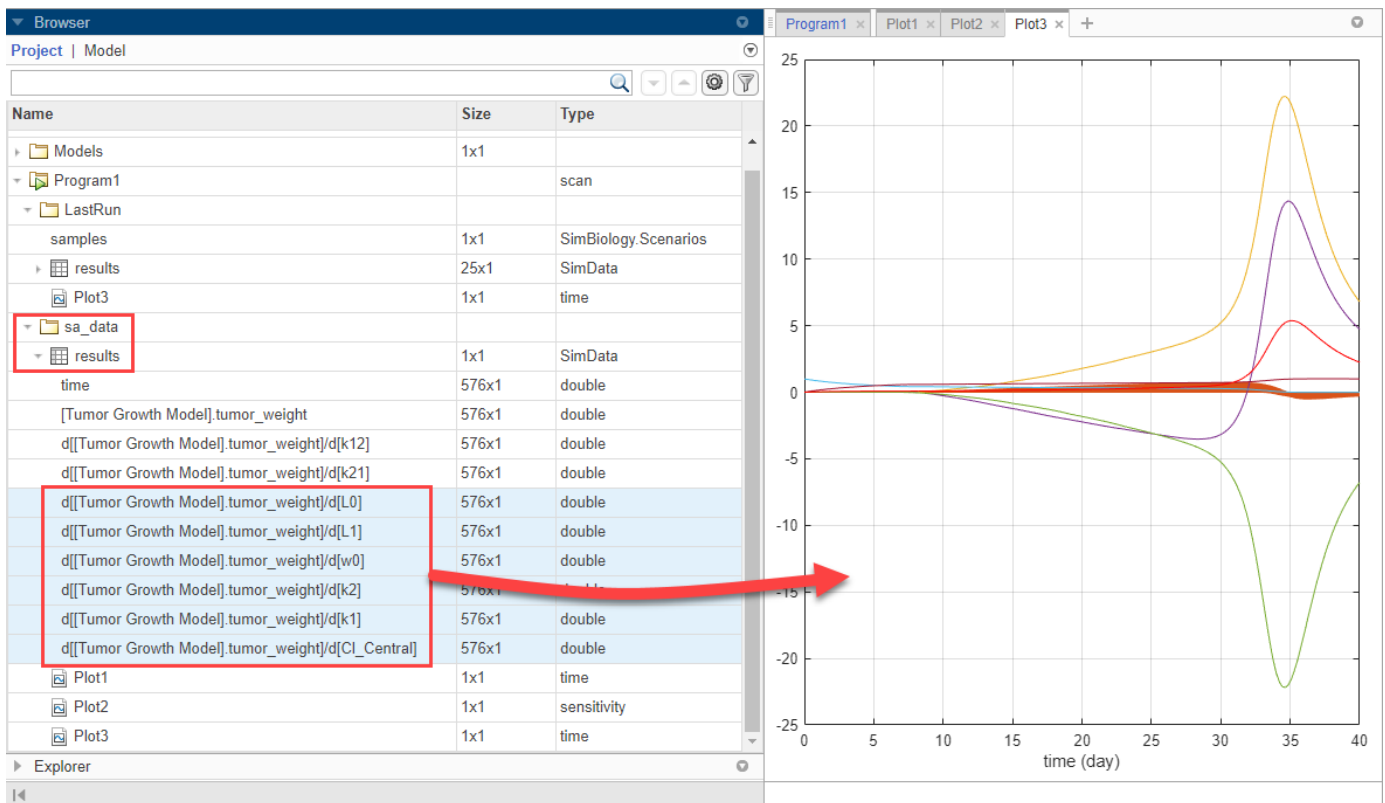 Browser
Project | Model
Name Size Type
Models 1x1
Program1 scan
LastRun
samples 1x1 SimBiology.Scenarios
results 25x1 SimData
Plot3 1x1 time
sa_data
results 1x1 SimData
time 576x1 double
[Tumor Growth Model].tumor_weight 576x1 double
d[[Tumor Growth Model].tumor_weight]/d[k12] 576x1 double
d[[Tumor Growth Model].tumor_weight]/d[k21] 576x1 double
d[[Tumor Growth Model].tumor_weight]/d[L0] 576x1 double
d[[Tumor Growth Model].tumor_weight]/d[L1] 576x1 double
d[[Tumor Growth Model].tumor_weight]/d[w0] 576x1 double
d[[Tumor Growth Model].tumor_weight]/d[k2] 576x1
d[[Tumor Growth Model].tumor_weight]/d[k1] 576x1 double
d[[Tumor Growth Model].tumor_weight]/d[Cl_Central] 576x1 double
Plot1 1x1 time
Plot2 1x1 sensitivity
Plot3 1x1 time
Explorer
Program1 × Plot1 × Plot2 × Plot3 × +
25
20
15
10
5
0
-5
-10
-15
-20
-25
0 5 10 15 20 25 30 35 40
time (day)